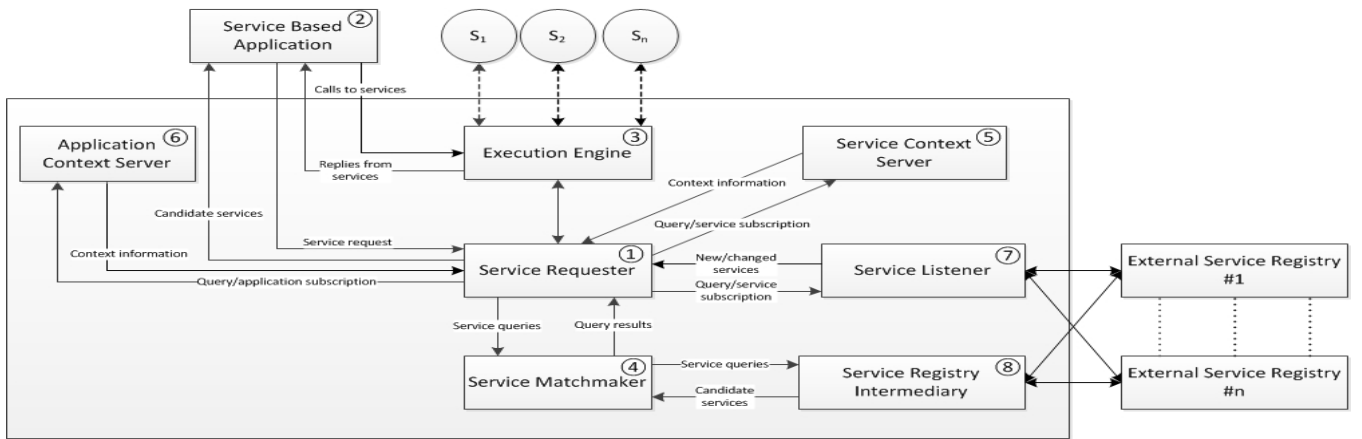 Service Based
Application
2
S1
S2
Sn
Calls to services
Application
Context Server
6
Execution Engine
3
Service Context
Server
5
Replies from
services
Context information
Candidate services
Query/service subscription
Service request
Context information
Query/application subscription
Service Requester
1
New/changed
services
Query/service
subscription
Service Listener
7
External Service Registry
#1
Service queries
Query results
Service Matchmaker
4
Service queries
Candidate
services
Service Registry
Intermediary
8
External Service Registry
#n